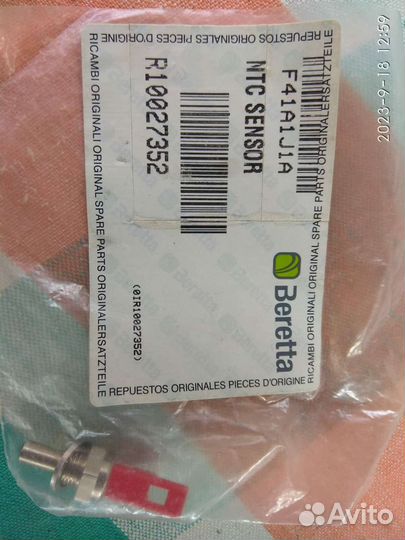 2023-9-18 12:59
REPUESTOS ORIGINALES PIECES D'ORIGINE
RICAMBI ORIGINALI ORIGINAL SPARE PARTS ORIGINALERSATZTEILE
F41A1J1A
NTC SENSOR
R10027352
Beretta
(0IR10027352)
RICAMBI ORIGINALI ORIGINAL SPARE PARTS ORIGINALERSATZTEILE
REPUESTOS ORIGINALES PIECES D'ORIGINE
Avito